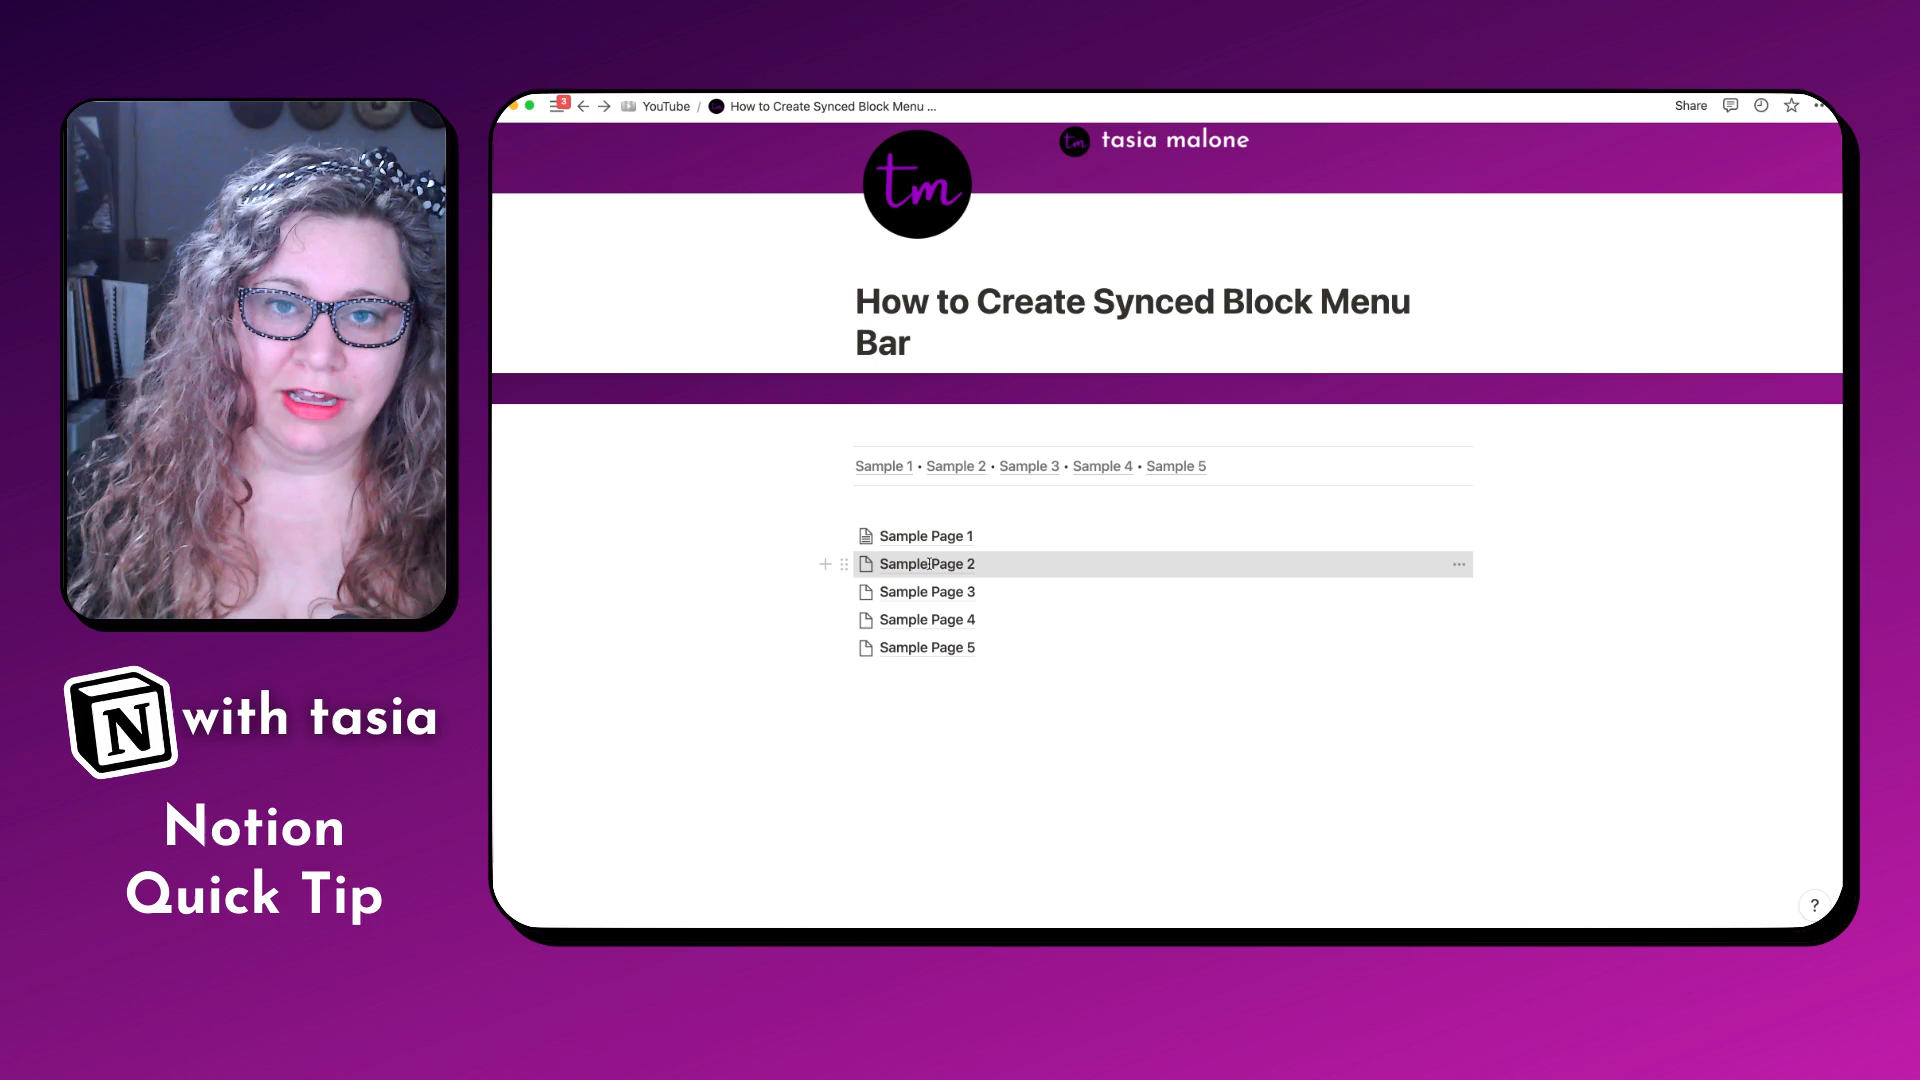 3
YouTube / How to Create Synced Block Menu ...
Share
tm tasia malone
tm
How to Create Synced Block Menu
Bar
Sample 1 • Sample 2 • Sample 3 • Sample 4 • Sample 5
Sample Page 1
Sample Page 2
Sample Page 3
Sample Page 4
Sample Page 5
?
N with tasia
Notion
Quick Tip